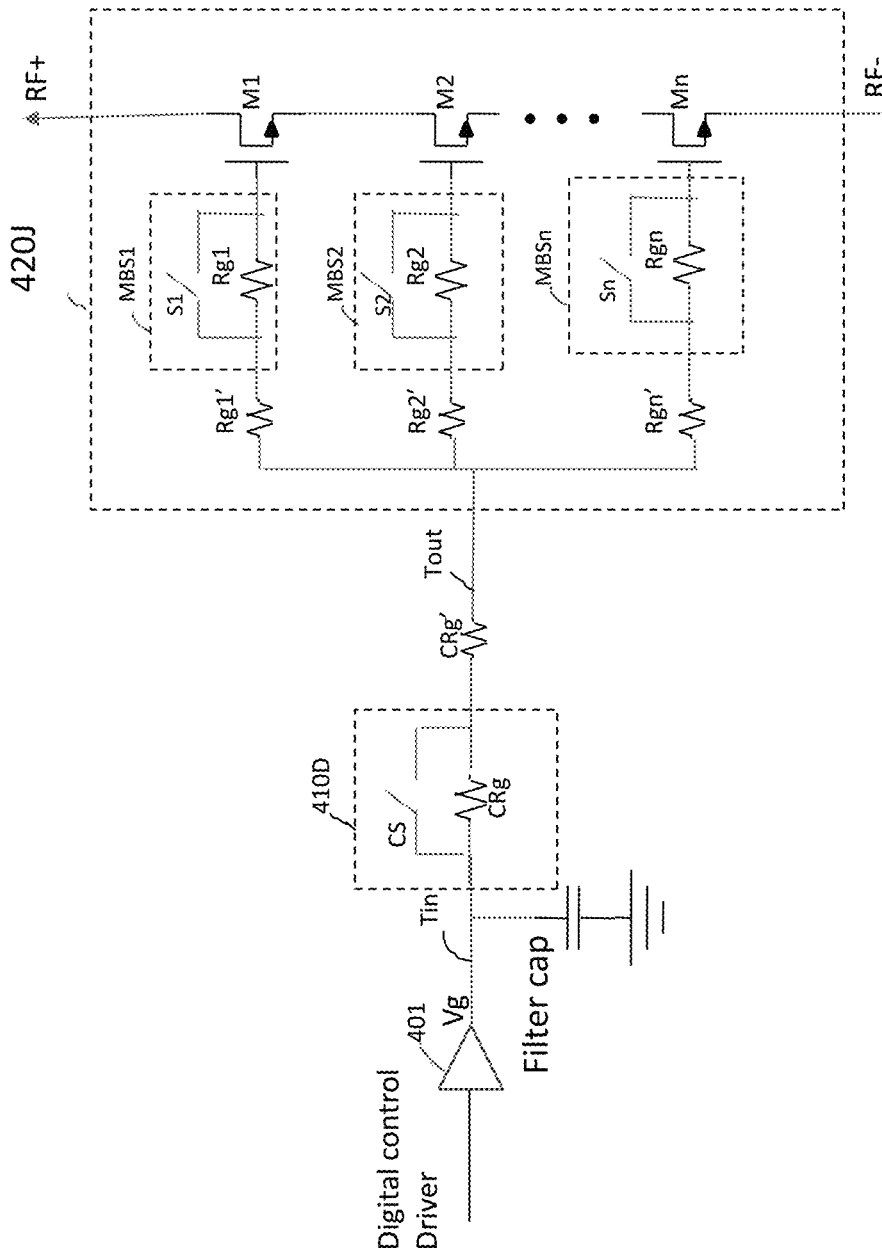 420J
RF+
MBS1
S1
Rg1
Rg1'
M1
MBS2
S2
Rg2
Rg2'
M2
MBSn
Sn
Rgn
Rgn'
Mn
RF-
Tout
CRg'
410D
CS
CRg
Tin
Filter cap
Vg
401
Digital control
Driver